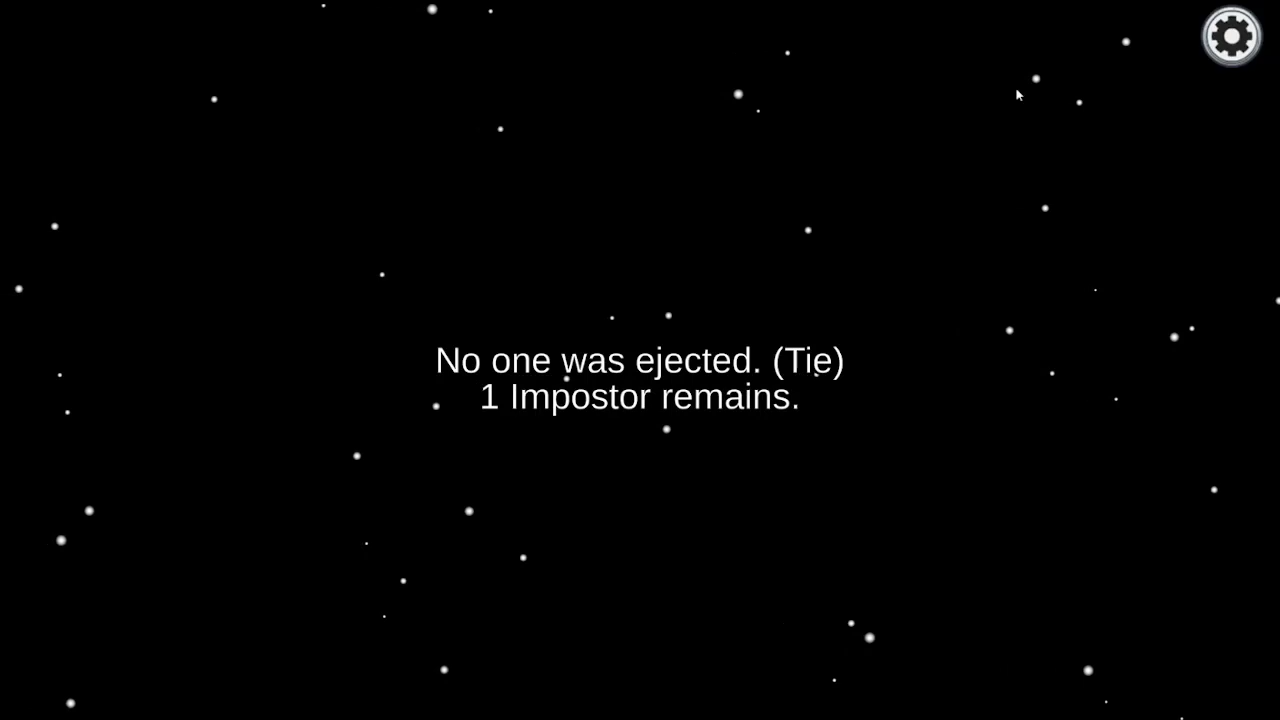 No one was ejected. (Tie)
1 Impostor remains.